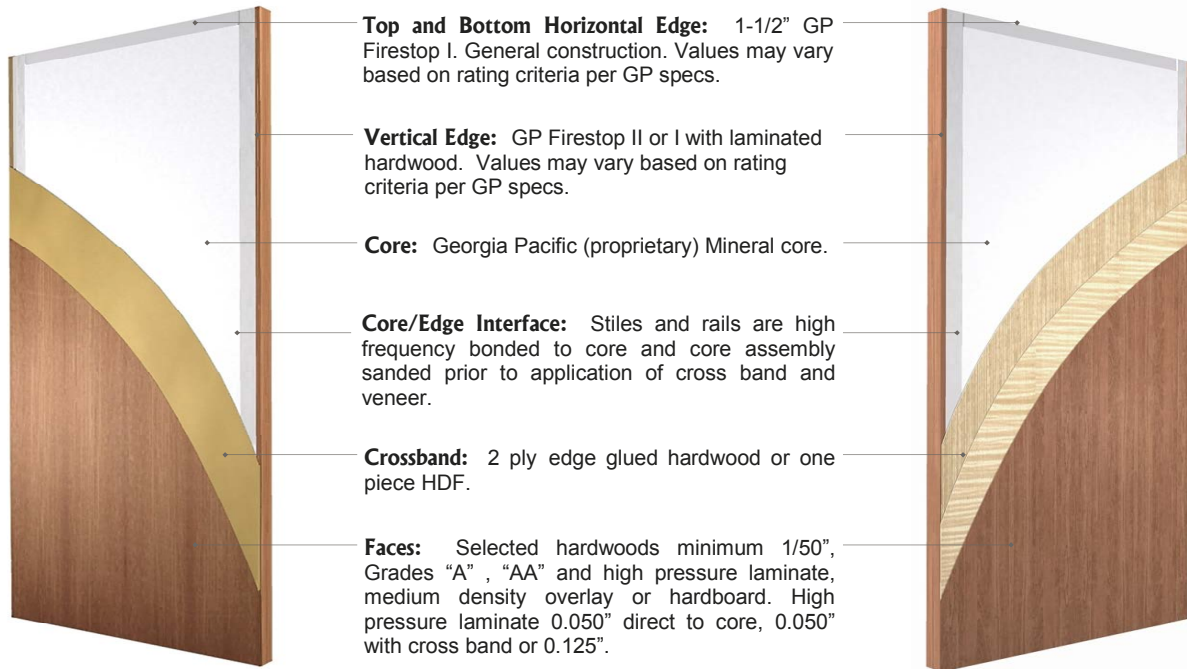 Top and Bottom Horizontal Edge: 1-1/2” GP
Firestop I. General construction. Values may vary
based on rating criteria per GP specs.
Vertical Edge: GP Firestop II or I with laminated
hardwood. Values may vary based on rating
criteria per GP specs.
Core: Georgia Pacific (proprietary) Mineral core.
Core/Edge Interface: Stiles and rails are high
frequency bonded to core and core assembly
sanded prior to application of cross band and
veneer.
Crossband: 2 ply edge glued hardwood or one
piece HDF.
Faces: Selected hardwoods minimum 1/50”,
Grades “A” , “AA” and high pressure laminate,
medium density overlay or hardboard. High
pressure laminate 0.050” direct to core, 0.050”
with cross band or 0.125”.